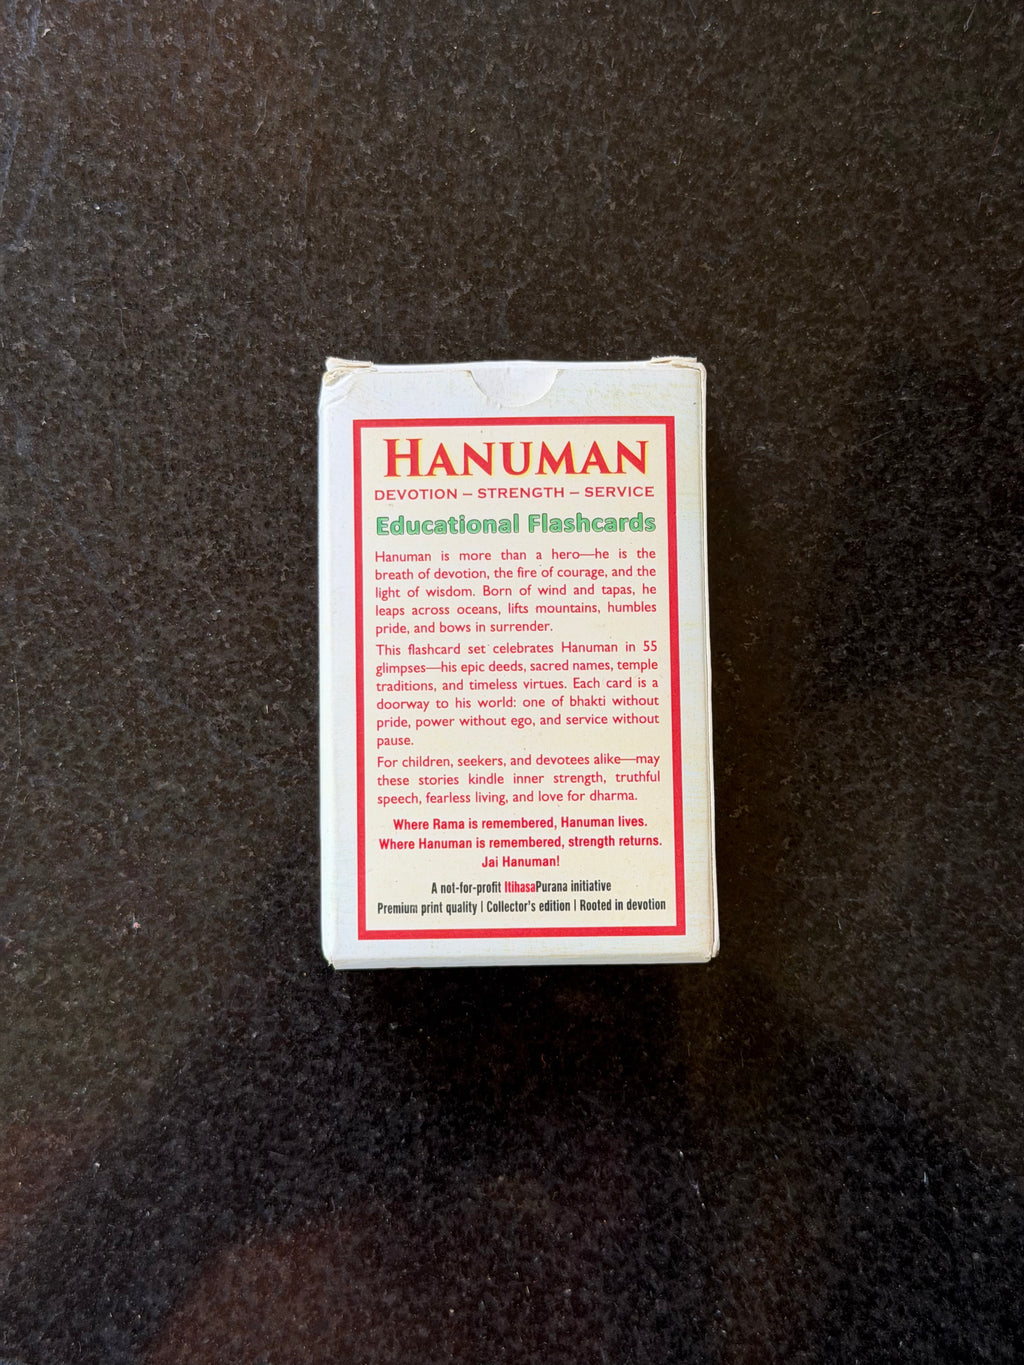 HANUMAN
DEVOTION – STRENGTH – SERVICE
Educational Flashcards
Hanuman is more than a hero—he is the
breath of devotion, the fire of courage, and the
light of wisdom. Born of wind and tapas, he
leaps across oceans, lifts mountains, humbles
pride, and bows in surrender.
This flashcard set celebrates Hanuman in 55
glimpses—his epic deeds, sacred names, temple
traditions, and timeless virtues. Each card is a
doorway to his world: one of bhakti without
pride, power without ego, and service without
pause.
For children, seekers, and devotees alike—may
these stories kindle inner strength, truthful
speech, fearless living, and love for dharma.
Where Rama is remembered, Hanuman lives.
Where Hanuman is remembered, strength returns.
Jai Hanuman!
A not-for-profit ItihasaPurana initiative
Premium print quality | Collector's edition | Rooted in devotion